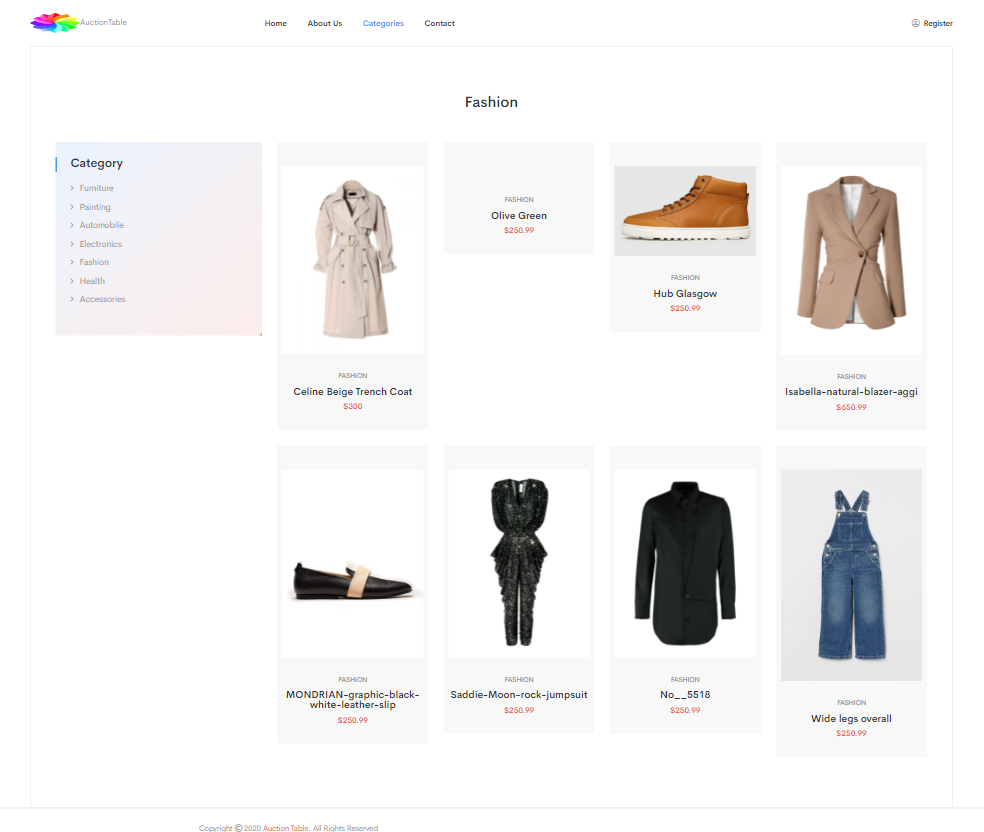 AuctionTable
Home
About Us
Categories
Contact
Register
Fashion
Category
Furniture
Painting
Automobile
Electronics
Fashion
Health
Accessories
FASHION
Celine Beige Trench Coat
$300
FASHION
Olive Green
$250.99
FASHION
Hub Glasgow
$250.99
FASHION
Isabella-natural-blazer-aggi
$650.99
FASHION
MONDRIAN-graphic-black-
white-leather-slip
$250.99
FASHION
Saddie-Moon-rock-jumpsuit
$250.99
FASHION
No__5518
$250.99
FASHION
Wide legs overall
$250.99
Copyright © 2020 Auction Table. All Rights Reserved